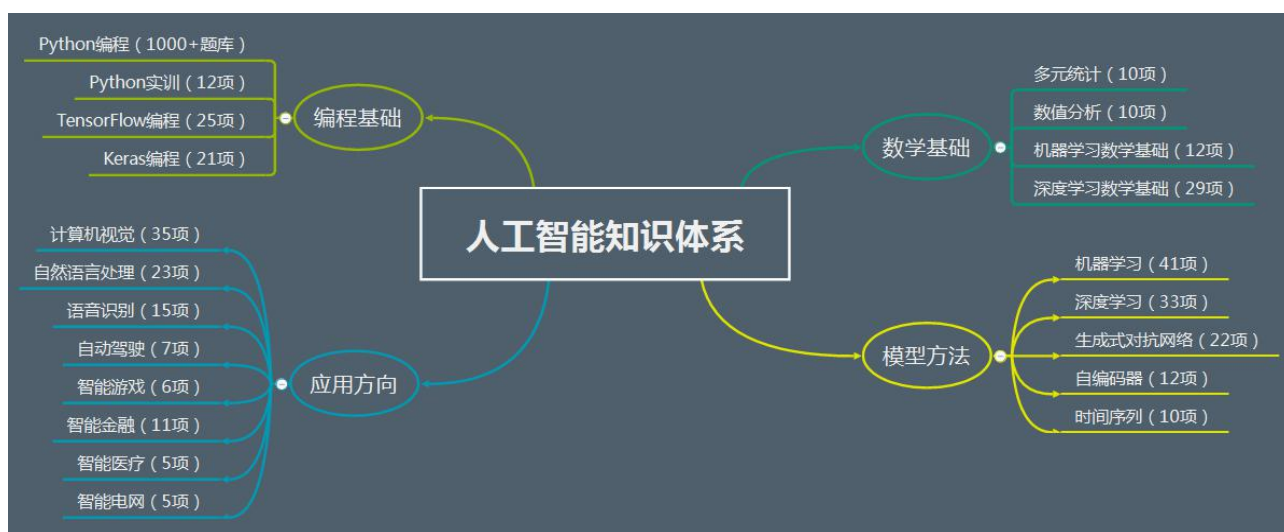 人工智能知识体系
编程基础
Python编程（1000+题库）
Python实训（12项）
TensorFlow编程（25项）
Keras编程（21项）
数学基础
多元统计（10项）
数值分析（10项）
机器学习数学基础（12项）
深度学习数学基础（29项）
应用方向
计算机视觉（35项）
自然语言处理（23项）
语音识别（15项）
自动驾驶（7项）
智能游戏（6项）
智能金融（11项）
智能医疗（5项）
智能电网（5项）
模型方法
机器学习（41项）
深度学习（33项）
生成式对抗网络（22项）
自编码器（12项）
时间序列（10项）